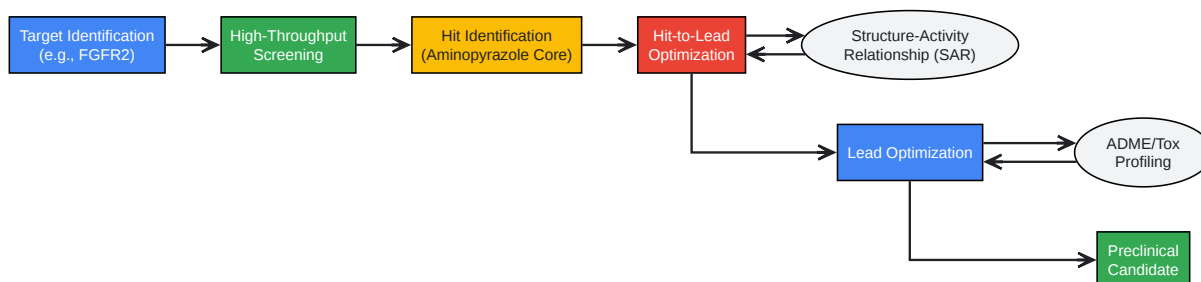 Target Identification
(e.g., FGFR2)
High-Throughput
Screening
Hit Identification
(Aminopyrazole Core)
Hit-to-Lead
Optimization
Structure-Activity
Relationship (SAR)
Lead Optimization
ADME/Tox
Profiling
Preclinical
Candidate